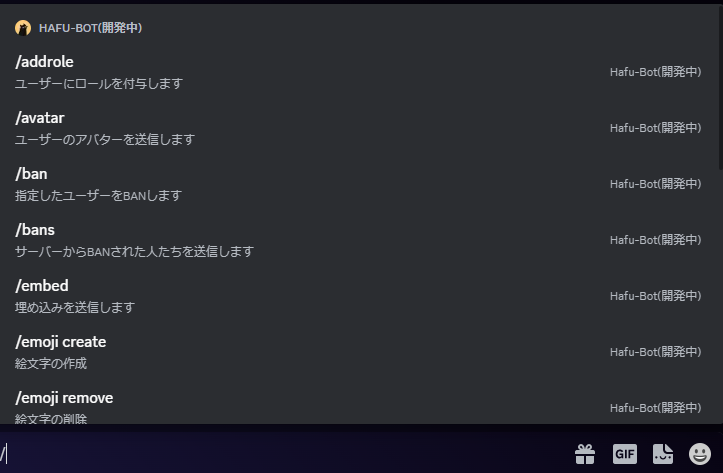 HAFU-BOT(開発中)
/addrole
ユーザーにロールを付与します
Hafu-Bot(開発中)
/avatar
ユーザーのアバターを送信します
Hafu-Bot(開発中)
/ban
指定したユーザーをBANします
Hafu-Bot(開発中)
/bans
サーバーからBANされた人たちを送信します
Hafu-Bot(開発中)
/embed
埋め込みを送信します
Hafu-Bot(開発中)
/emoji create
絵文字の作成
Hafu-Bot(開発中)
/emoji remove
絵文字の削除
Hafu-Bot(開発中)
/
GIF